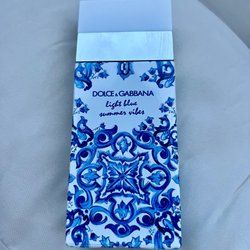 DOLCE & GABBANA
light blue
summer vibes